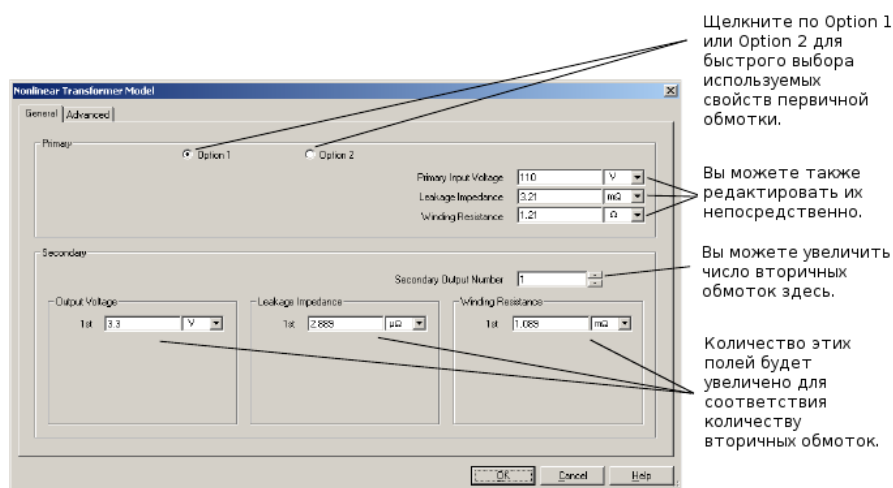 Щелкните по Option 1
или Option 2 для
быстрого выбора
используемых
свойств первичной
обмотки.
Nonlinear Transformer Model
General Advanced
Primary
Option 1 Option 2
Primary Input Voltage 110 V
Leakage Impedance 3.21 mΩ
Winding Resistance 1.21 Ω
Вы можете также
редактировать их
непосредственно.
Secondary
Secondary Output Number 1
Вы можете увеличить
число вторичных
обмоток здесь.
Output Voltage Leakage Impedance Winding Resistance
1st 3.3 V 1st 2.889 µΩ 1st 1.089 mΩ
Количество этих
полей будет
увеличено для
соответствия
количеству
вторичных обмоток.
OK Cancel Help